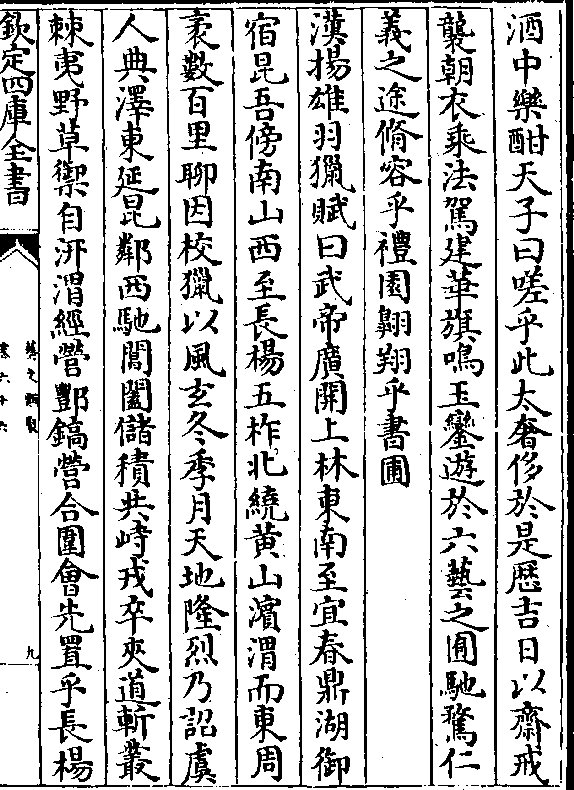 酒中樂酣天子曰嗟乎此太奢侈於是歴吉日以齋戒
襲朝衣乘法駕建華旗鳴玉鑾遊於六藝之囿馳騖仁
義之途脩容乎禮園翺翔乎書圃
漢揚雄羽獵賦曰武帝廣開上林東南至宜春鼎湖御
宿昆吾傍南山西至長楊五柞北繞黄山濵渭而東周
袤數百里聊因校獵以風玄冬季月天地隆烈乃詔虞
人典澤東延昆鄰西馳閶闔儲積共峙戎卒夾道斬叢
棘夷野草禦自汧渭經營酆鎬營合圍會先置乎長楊
欽定四庫全書
藝文類聚
卷六十六
九